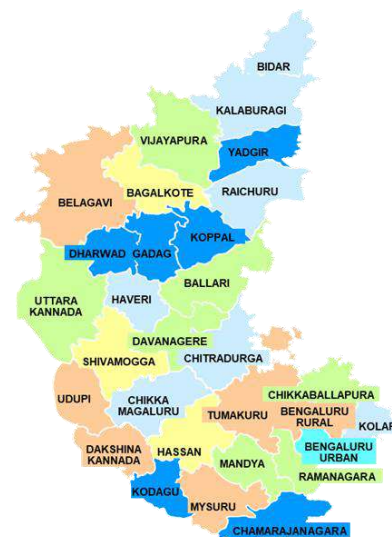 BIDAR
KALABURAGI
VIJAYAPURA
YADGIR
BAGALKOTE
RAICHURU
BELAGAVI
KOPPAL
DHARWAD
GADAG
BALLARI
UTTARA
KANNADA
HAVERI
DAVANAGERE
SHIVAMOGGA
CHITRADURGA
UDUPI
CHIKKA
MAGALURU
TUMAKURU
CHIKKABALLAPURA
BENGALURU
RURAL
KOLAR
DAKSHINA
KANNADA
HASSAN
BENGALURU
URBAN
MANDYA
RAMANAGARA
KODAGU
MYSURU
CHAMARAJANAGARA